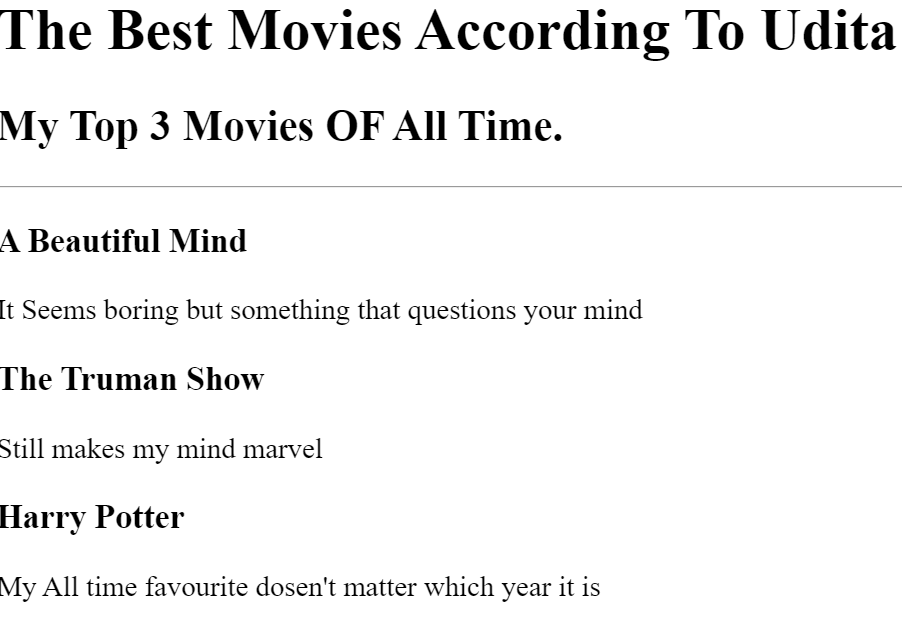 The Best Movies According To Udita
My Top 3 Movies OF All Time.
A Beautiful Mind
It Seems boring but something that questions your mind
The Truman Show
Still makes my mind marvel
Harry Potter
My All time favourite dosen't matter which year it is